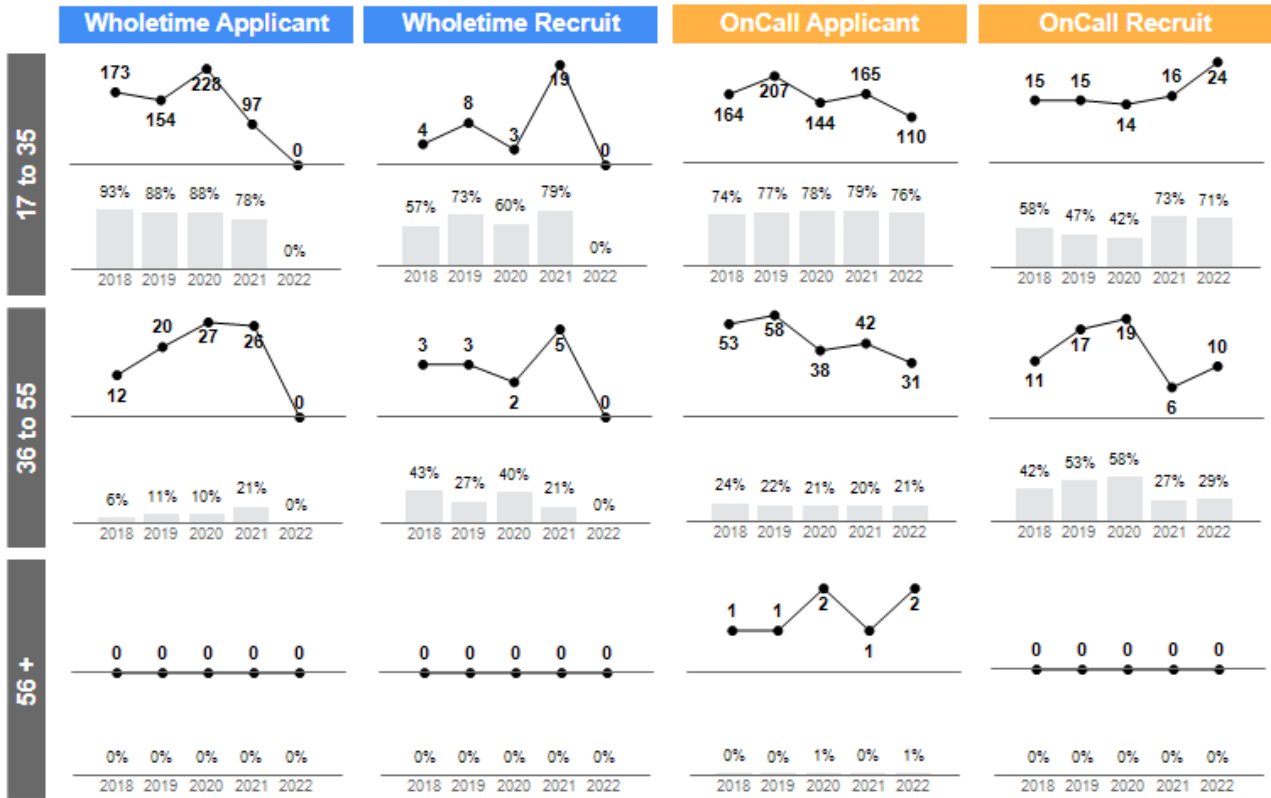 Wholetime Applicant Wholetime Recruit OnCall Applicant OnCall Recruit
17 to 35
173 154 228 97 0
4 8 3 19 0
164 207 144 165 110
15 15 14 16 24
93% 88% 88% 78% 0%
57% 73% 60% 79% 0%
74% 77% 78% 79% 76%
58% 47% 42% 73% 71%
2018 2019 2020 2021 2022
2018 2019 2020 2021 2022
2018 2019 2020 2021 2022
2018 2019 2020 2021 2022
36 to 55
12 20 27 26 0
3 3 2 5 0
53 58 38 42 31
11 17 19 6 10
6% 11% 10% 21% 0%
43% 27% 40% 21% 0%
24% 22% 21% 20% 21%
42% 53% 58% 27% 29%
2018 2019 2020 2021 2022
2018 2019 2020 2021 2022
2018 2019 2020 2021 2022
2018 2019 2020 2021 2022
56 +
0 0 0 0 0
0 0 0 0 0
1 1 2 1 2
0 0 0 0 0
0% 0% 0% 0% 0%
0% 0% 0% 0% 0%
0% 0% 1% 0% 1%
0% 0% 0% 0% 0%
2018 2019 2020 2021 2022
2018 2019 2020 2021 2022
2018 2019 2020 2021 2022
2018 2019 2020 2021 2022